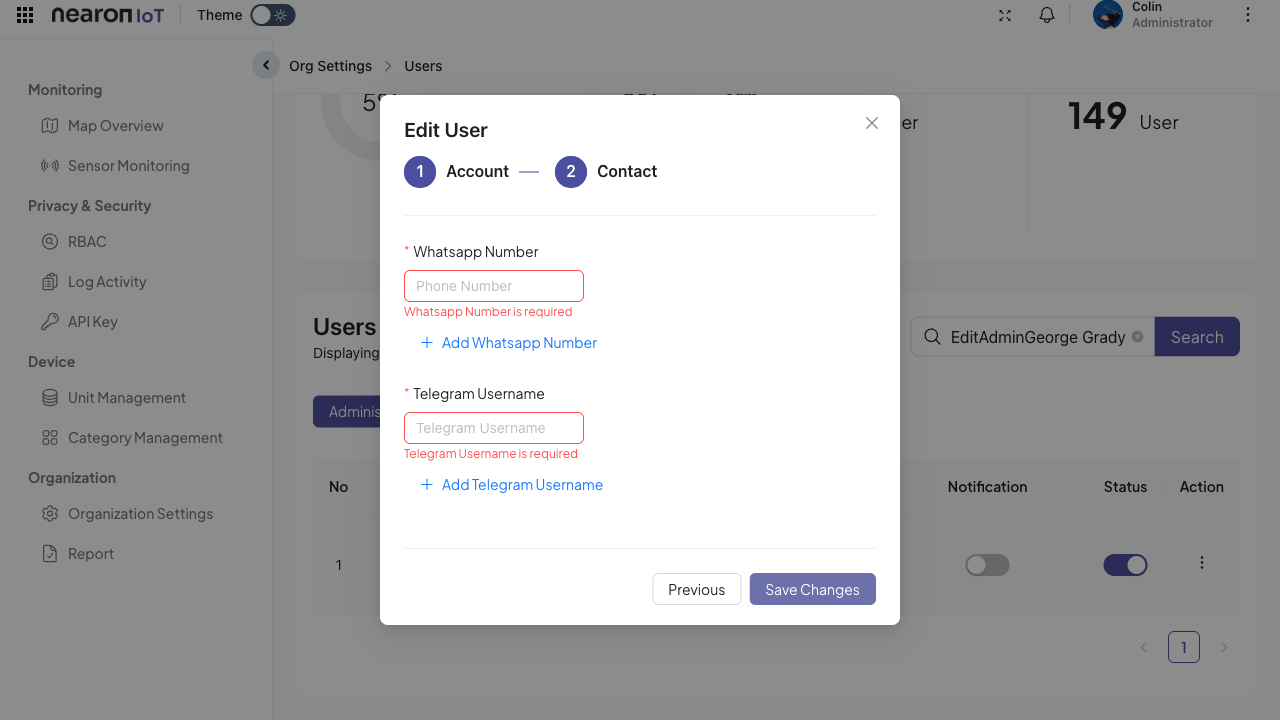 nearon IoT
Theme
Colin
Administrator
Org Settings
Users
Monitoring
Map Overview
Sensor Monitoring
Privacy & Security
RBAC
Log Activity
API Key
Device
Unit Management
Category Management
Organization
Organization Settings
Report
149 User
Edit User
1 Account
2 Contact
* Whatsapp Number
Phone Number
Whatsapp Number is required
+ Add Whatsapp Number
* Telegram Username
Telegram Username
Telegram Username is required
+ Add Telegram Username
Previous
Save Changes
Users
Displaying
EditAdminGeorge Grady
Search
No
Notification
Status
Action
1
1